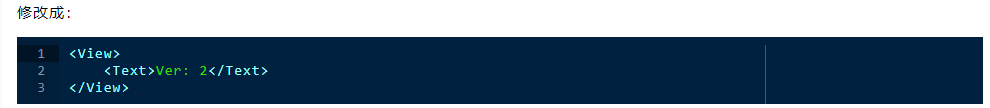 修改成：
1 <View>
2     <Text>Ver: 2</Text>
3 </View>